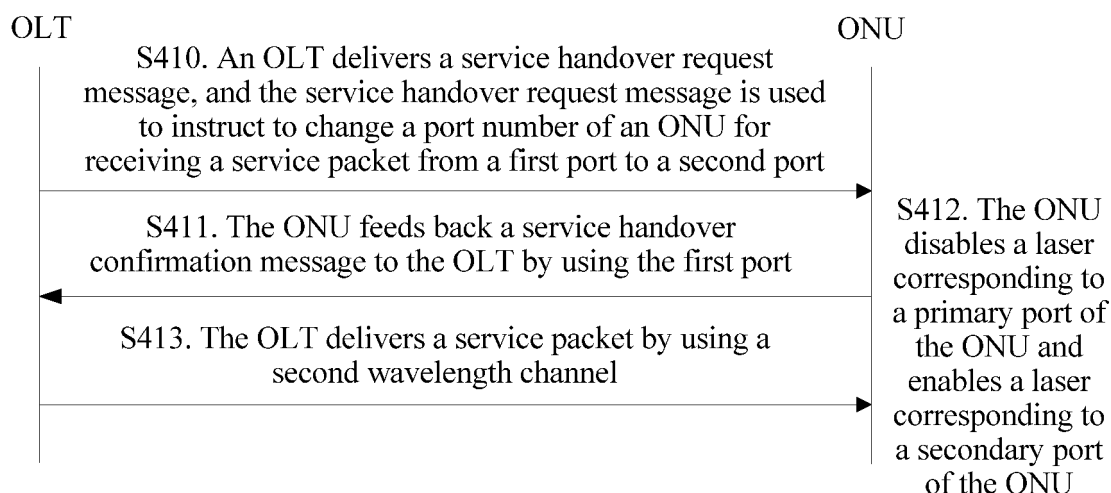 OLT
ONU
S410. An OLT delivers a service handover request
message, and the service handover request message is used
to instruct to change a port number of an ONU for
receiving a service packet from a first port to a second port
S411. The ONU feeds back a service handover
confirmation message to the OLT by using the first port
S412. The ONU
disables a laser
corresponding to
a primary port of
the ONU and
enables a laser
corresponding to
a secondary port
of the ONU
S413. The OLT delivers a service packet by using a
second wavelength channel